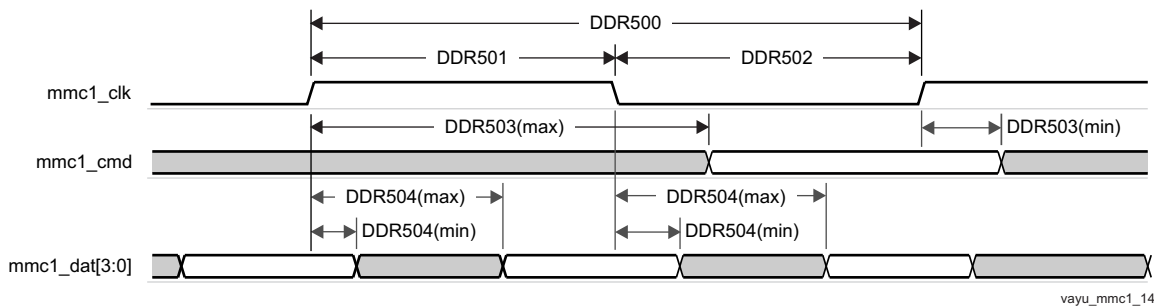 DDR500
DDR501 DDR502
mmc1_clk
DDR503(max) DDR503(min)
mmc1_cmd
DDR504(max) DDR504(max)
DDR504(min) DDR504(min)
mmc1_dat[3:0]
vayu_mmc1_14